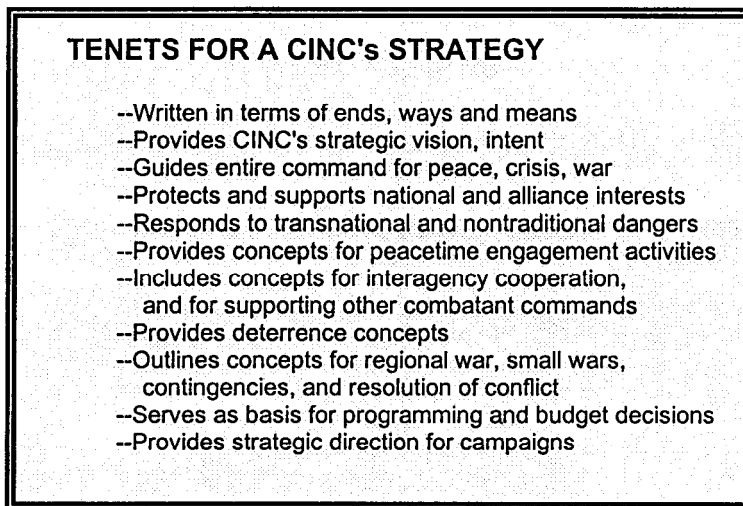 TENETS FOR A CINC's STRATEGY
--Written in terms of ends, ways and means
--Provides CINC's strategic vision, intent
--Guides entire command for peace, crisis, war
--Protects and supports national and alliance interests
--Responds to transnational and nontraditional dangers
--Provides concepts for peacetime engagement activities
--Includes concepts for interagency cooperation,
and for supporting other combatant commands
--Provides deterrence concepts
--Outlines concepts for regional war, small wars,
contingencies, and resolution of conflict
--Serves as basis for programming and budget decisions
--Provides strategic direction for campaigns